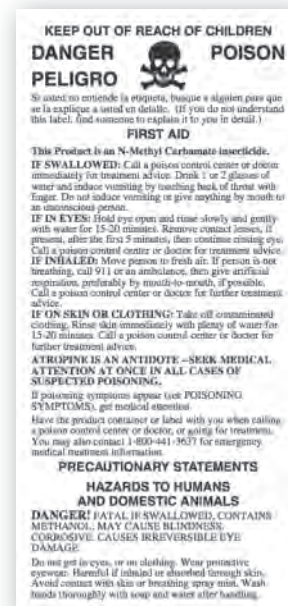 KEEP OUT OF REACH OF CHILDREN
DANGER POISON
PELIGRO
Si usted no entiende la etiqueta, busque a alguien para que
se la explique a usted en detalle. (If you do not understand
this label, find someone to explain it to you in detail.)
FIRST AID
This Product is an N-Methyl Carbamate insecticide.
IF SWALLOWED: Call a poison control center or doctor
immediately for treatment advice. Drink 1 or 2 glasses of
water and induce vomiting by touching back of throat with
finger. Do not induce vomiting or give anything by mouth to
an unconscious person.
IF IN EYES: Hold eye open and rinse slowly and gently
with water for 15-20 minutes. Remove contact lenses, if
present, after the first 5 minutes, then continue rinsing eye.
Call a poison control center or doctor for treatment advice.
IF INHALED: Move person to fresh air. If person is not
breathing, call 911 or an ambulance, then give artificial
respiration, preferably by mouth-to-mouth, if possible.
Call a poison control center or doctor for further treatment
advice.
IF ON SKIN OR CLOTHING: Take off contaminated
clothing. Rinse skin immediately with plenty of water for
15-20 minutes. Call a poison control center or doctor for
further treatment advice.
ATROPINE IS AN ANTIDOTE – SEEK MEDICAL
ATTENTION AT ONCE IN ALL CASES OF
SUSPECTED POISONING.
If poisoning symptoms appear (see POISONING
SYMPTOMS), get medical attention.
Have the product container or label with you when calling
a poison control center or doctor, or going for treatment.
You may also contact 1-800-441-3637 for emergency
medical treatment information.
PRECAUTIONARY STATEMENTS
HAZARDS TO HUMANS
AND DOMESTIC ANIMALS
DANGER! FATAL IF SWALLOWED, CONTAINS
METHANOL, MAY CAUSE BLINDNESS.
CORROSIVE. CAUSES IRREVERSIBLE EYE
DAMAGE.
Do not get in eyes, or on clothing. Wear protective
eyewear. Harmful if inhaled or absorbed through skin.
Avoid contact with skin or breathing spray mist. Wash
hands thoroughly with soap and water after handling.